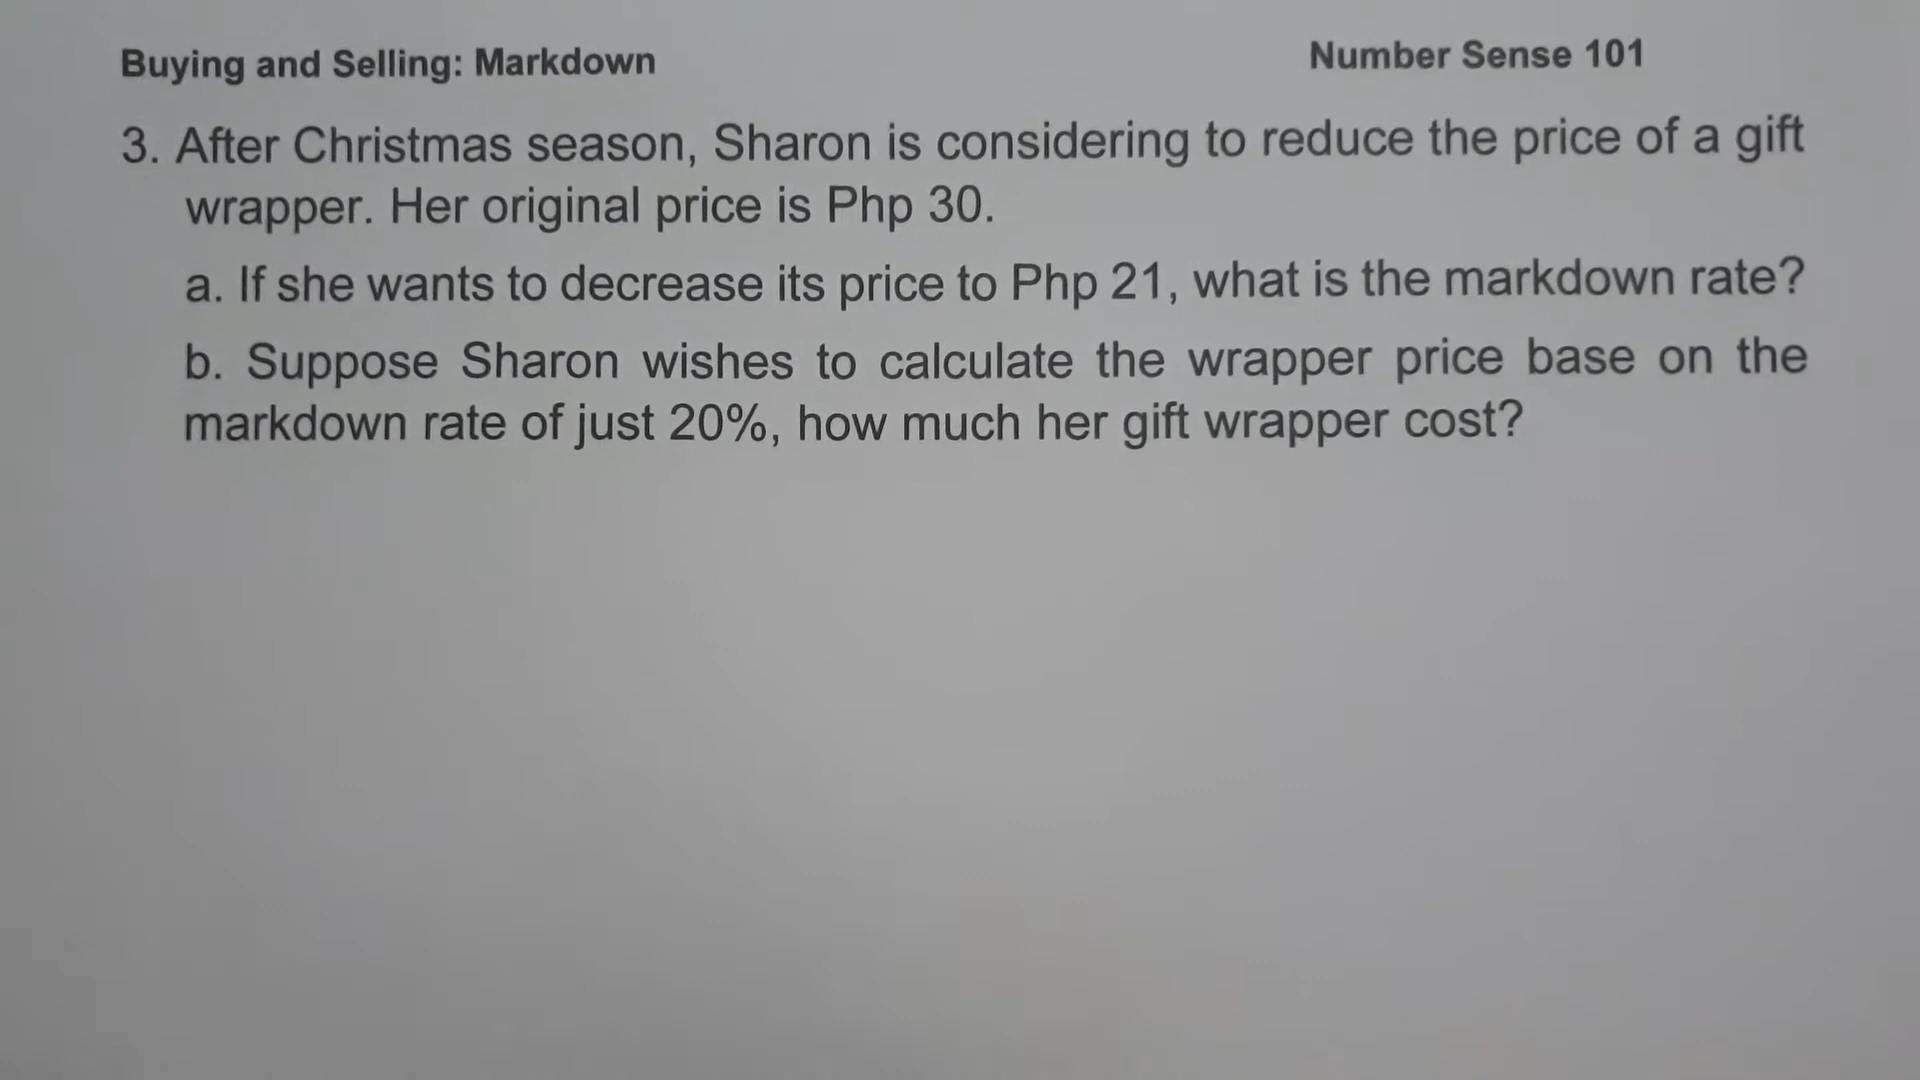 Buying and Selling: Markdown
Number Sense 101
3. After Christmas season, Sharon is considering to reduce the price of a gift
wrapper. Her original price is Php 30.
a. If she wants to decrease its price to Php 21, what is the markdown rate?
b. Suppose Sharon wishes to calculate the wrapper price base on the
markdown rate of just 20%, how much her gift wrapper cost?